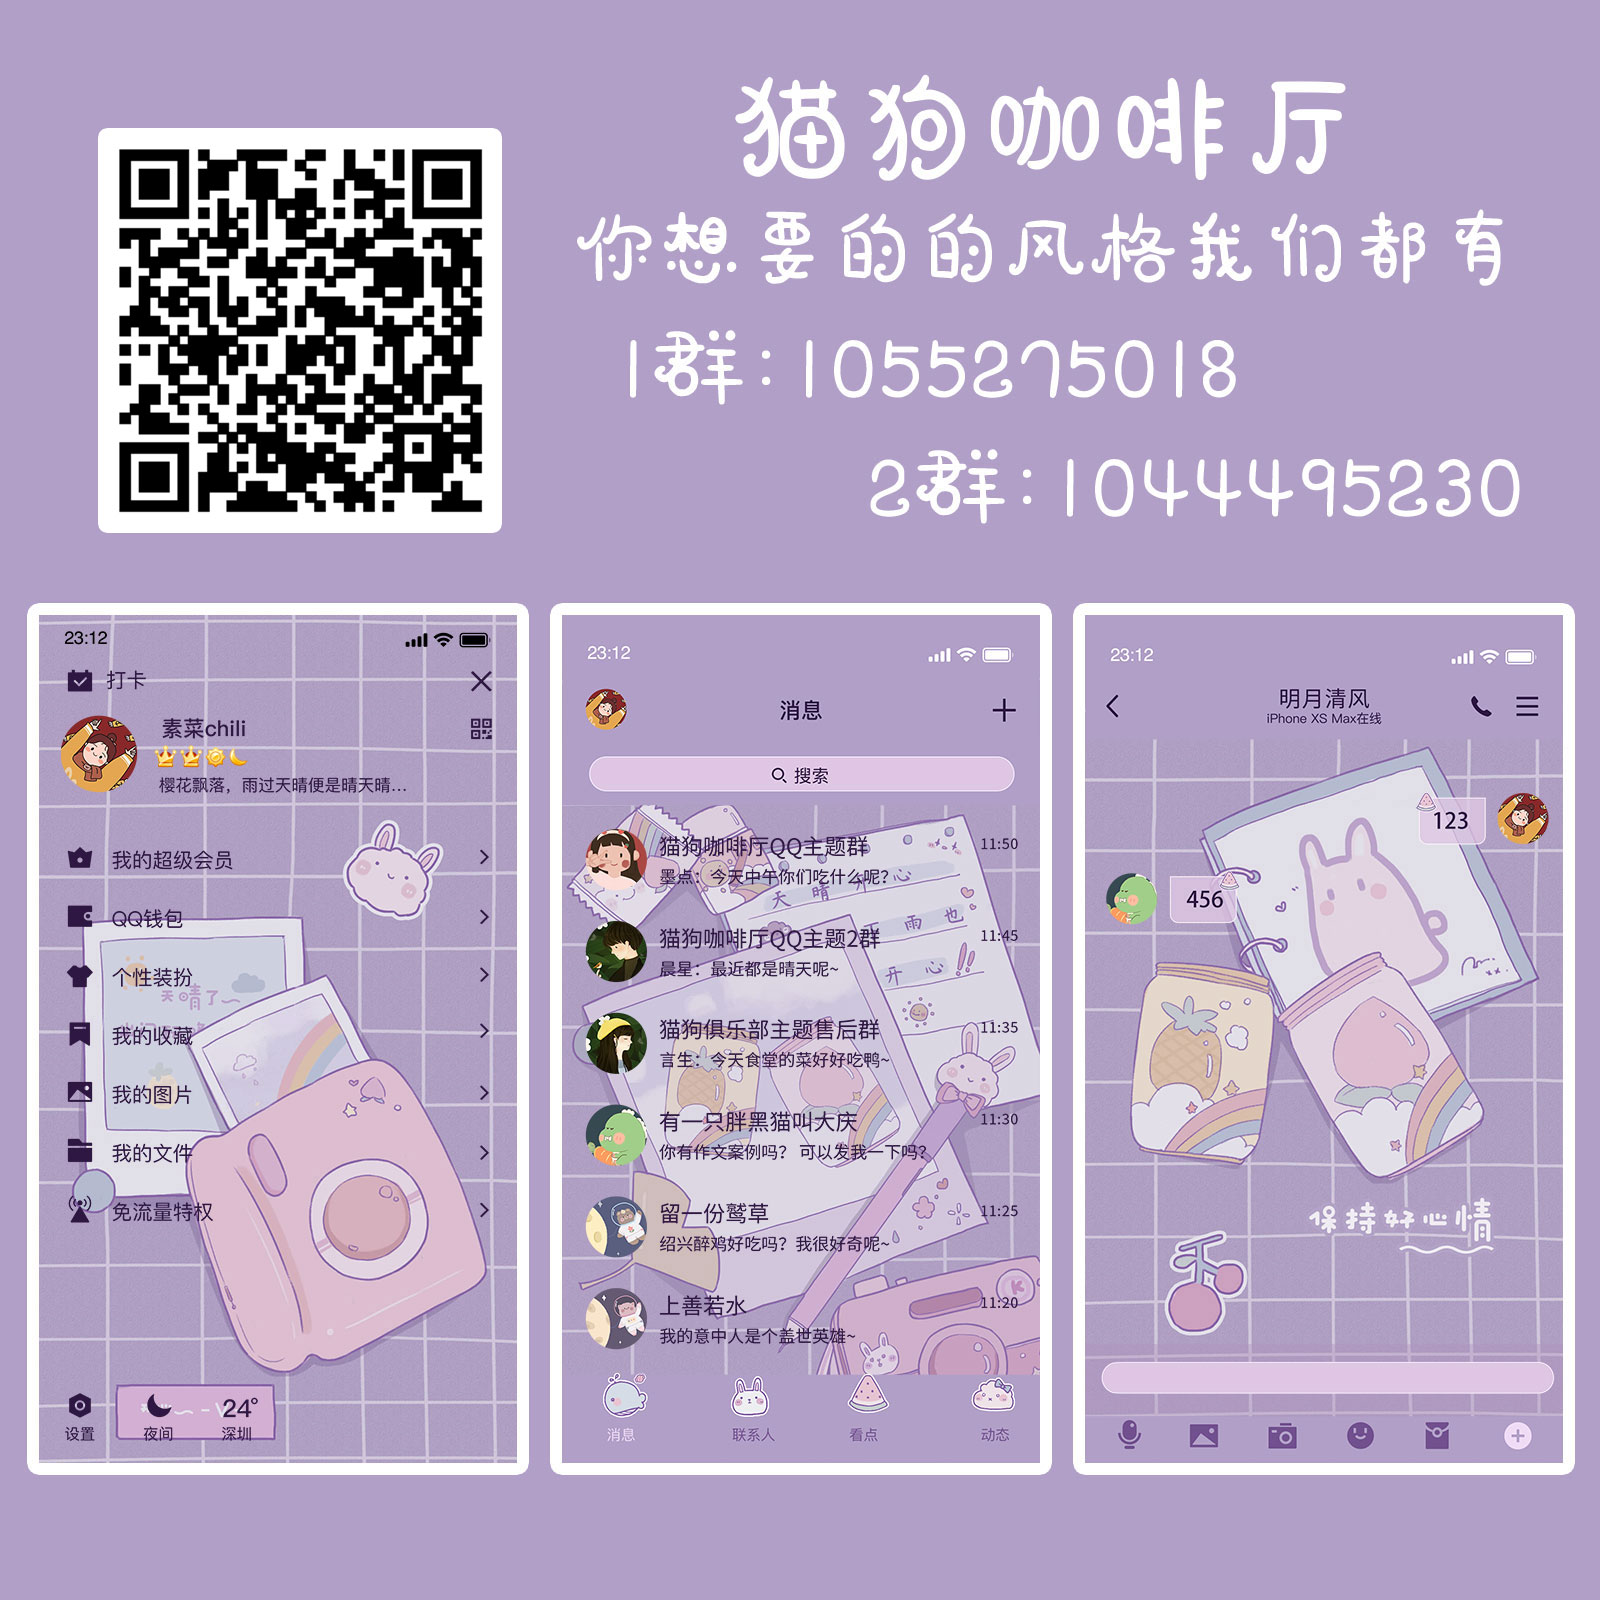 猫狗咖啡厅
你想要的的风格我们都有
1群:1055275018
2群:1044495230
23:12
打卡
素菜chili
樱花飘落，雨过天晴便是晴天晴...
我的超级会员
QQ钱包
个性装扮
天晴了~
我的收藏
我的图片
我的文件
免流量特权
设置
夜间
24°
深圳
23:12
消息
搜索
猫狗咖啡厅QQ主题群
11:50
墨点：今天中午你们吃什么呢？
天晴开心
猫狗咖啡厅QQ主题2群
11:45
雨也
晨星：最近都是晴天呢~
开心!!
猫狗俱乐部主题售后群
11:35
言生：今天食堂的菜好好吃鸭~
有一只胖黑猫叫大庆
11:30
你有作文案例吗？ 可以发我一下吗？
留一份鹫草
11:25
绍兴醉鸡好吃吗？我很好奇呢~
K
上善若水
11:20
我的意中人是个盖世英雄~
消息
联系人
看点
动态
23:12
明月清风
iPhone XS Max在线
123
456
保持好心情